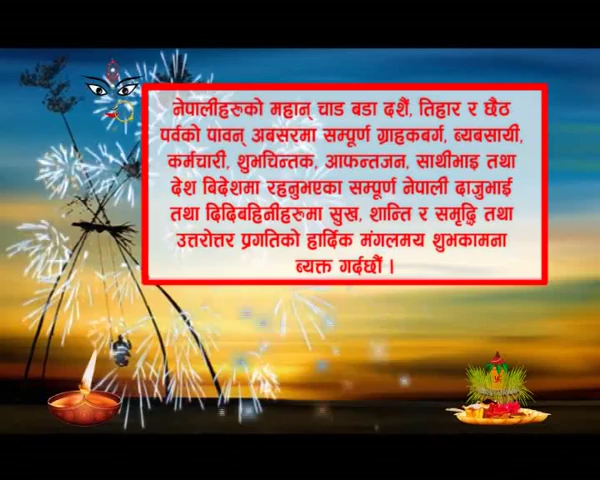 नेपालीहरूको महान् चाड बडा दशैं, तिहार र छैठ
पर्वको पावन् अबसरमा सम्पूर्ण ग्राहकबर्ग, ब्यबसायी,
कर्मचारी, शुभचिन्तक, आफन्तजन, साथीभाइ तथा
देश बिदेशमा रहनुभएका सम्पूर्ण नेपाली दाजुभाई
तथा दिदिबहिनीहरुमा सुख, शान्ति र समृद्धि तथा
उत्तरोत्तर प्रगतिको हार्दिक मंगलमय शुभकामना
ब्यक्त गर्दछौं ।